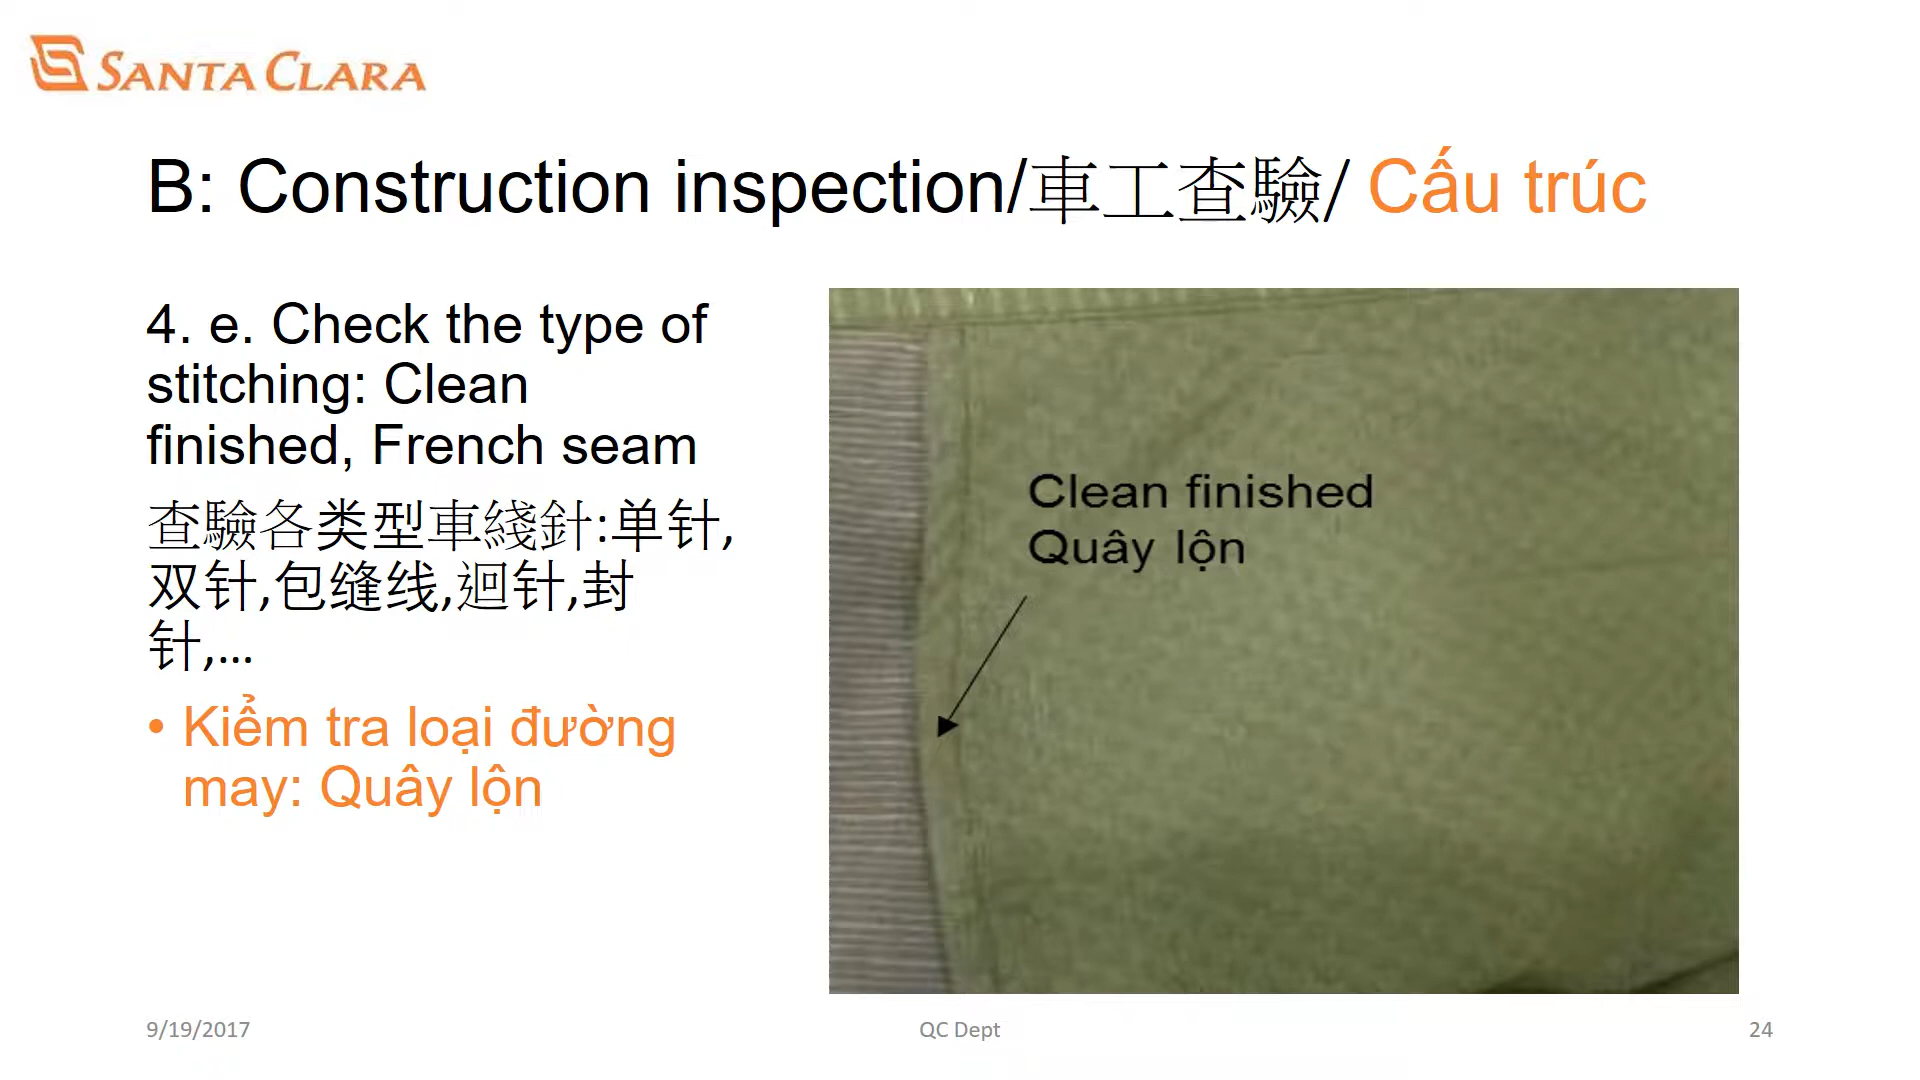 SANTA CLARA
B: Construction inspection/車工查驗/ Cấu trúc
4. e. Check the type of
stitching: Clean
finished, French seam
查驗各类型車綫針:单针,
双针,包缝线,迴针,封
针,...
• Kiểm tra loại đường
may: Quây lộn
Clean finished
Quây lộn
9/19/2017
QC Dept
24